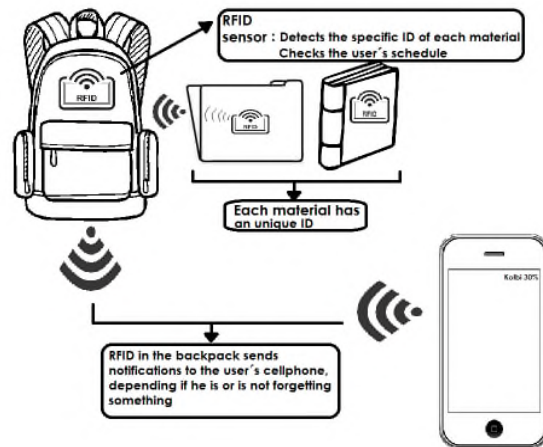 RFID
sensor : Detects the specific ID of each material
Checks the user´s schedule
RFID
RFID
RFID
Each material has
an unique ID
Kolbi 30%
RFID in the backpack sends
notifications to the user´s cellphone,
depending if he is or is not forgetting
something